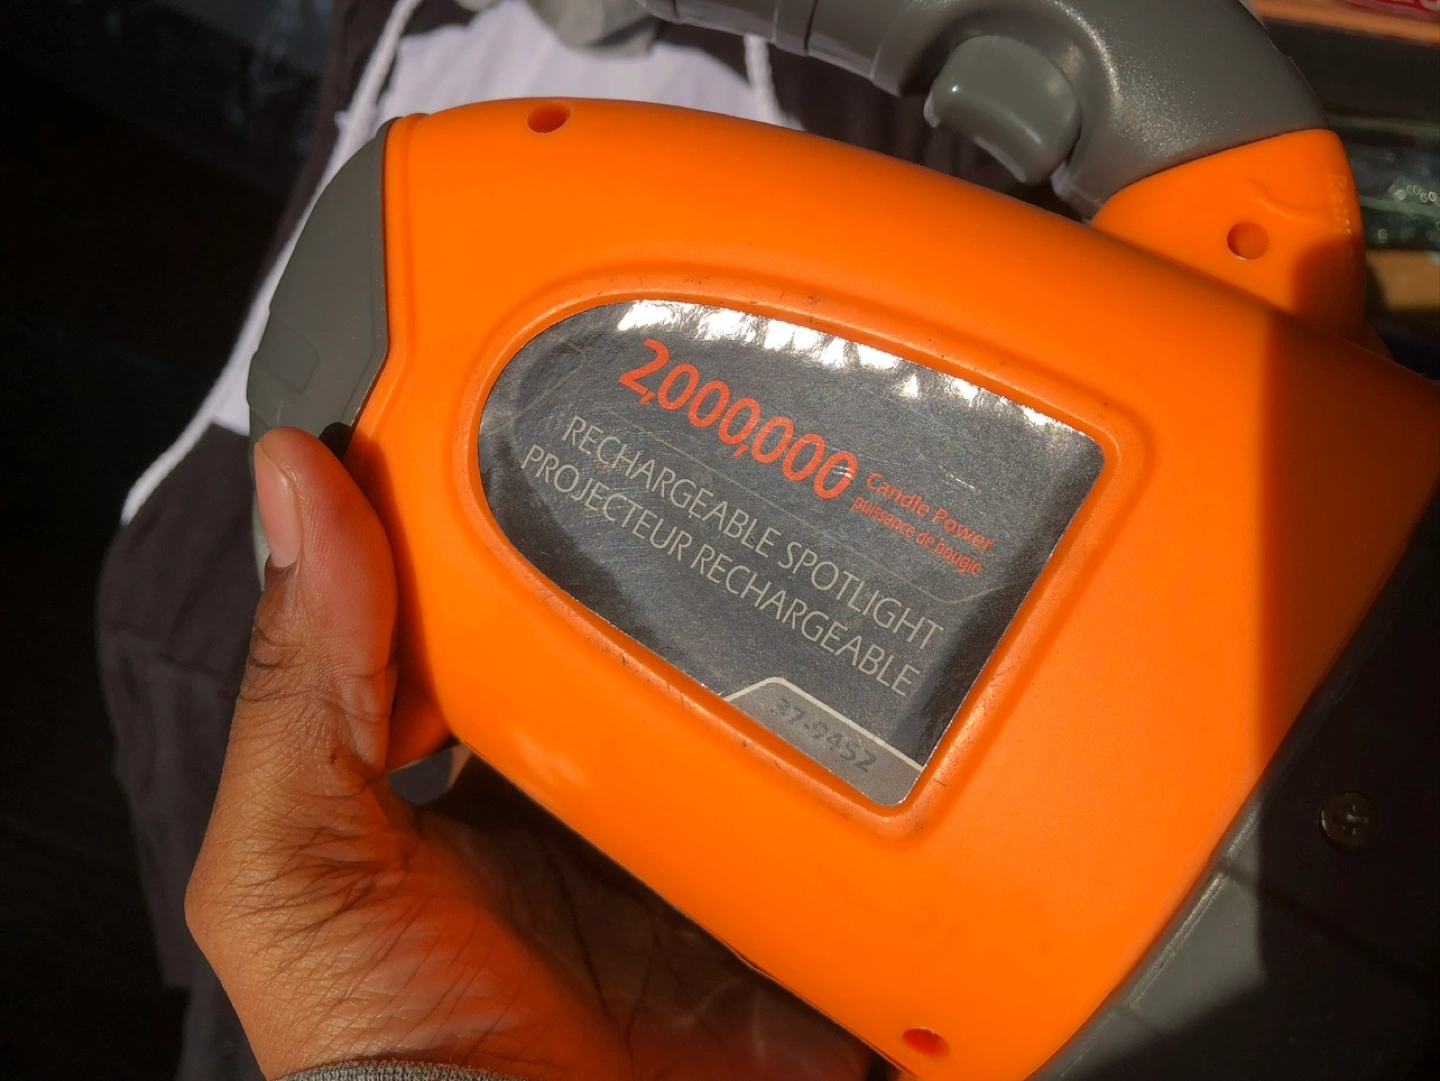 2,000,000 Candle Power
puissance de bougie
RECHARGEABLE SPOTLIGHT
PROJECTEUR RECHARGEABLE
37-9452